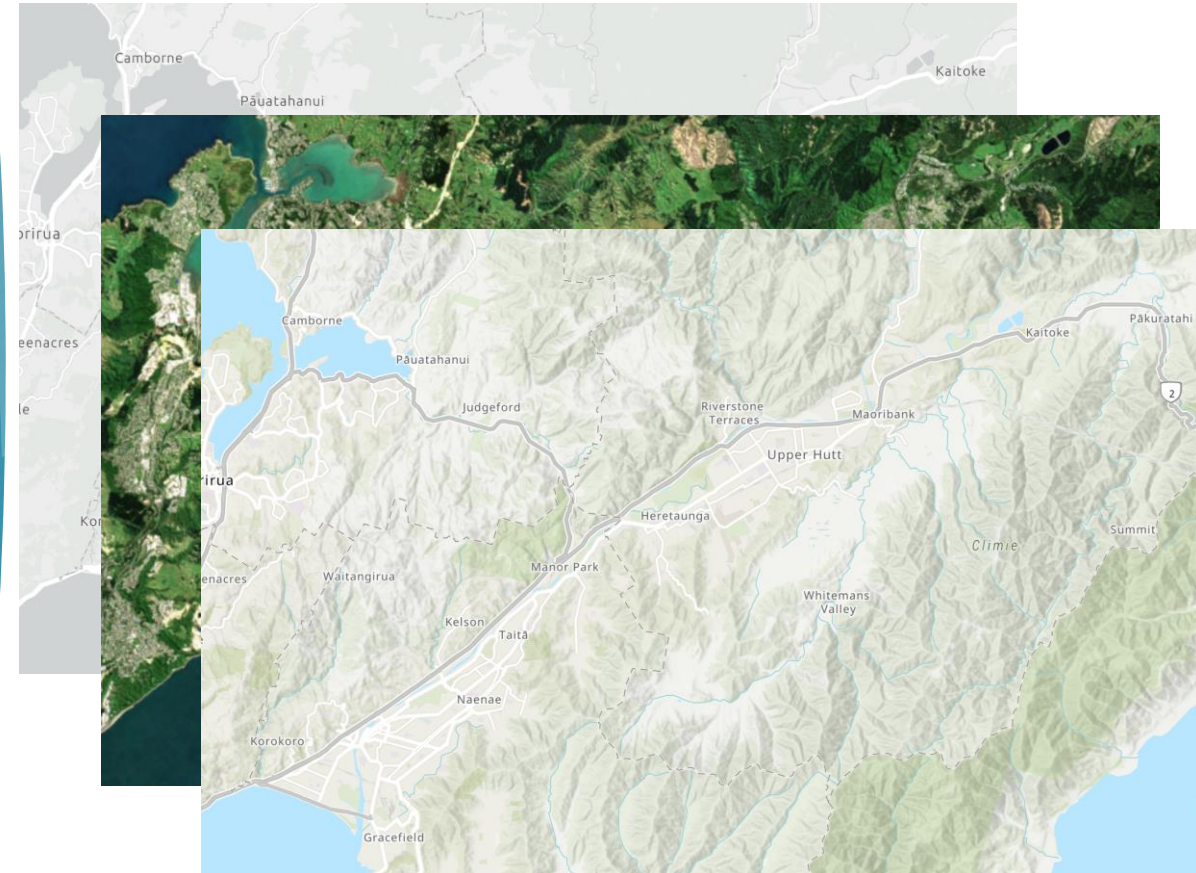 Camborne
Kaitoke
Pāuatahanui
orirua
eenacres
le
Kor
Camborne
Pāuatahanui
Judgeford
Kaitoke
Pākuratahi
2
Riverstone
Terraces
Maoribank
Upper Hutt
rirua
Heretaunga
Summit
Climie
Manor Park
enacres
Waitangirua
Whitemans
Valley
Kelson
Taitā
Naenae
Korokoro
Gracefield